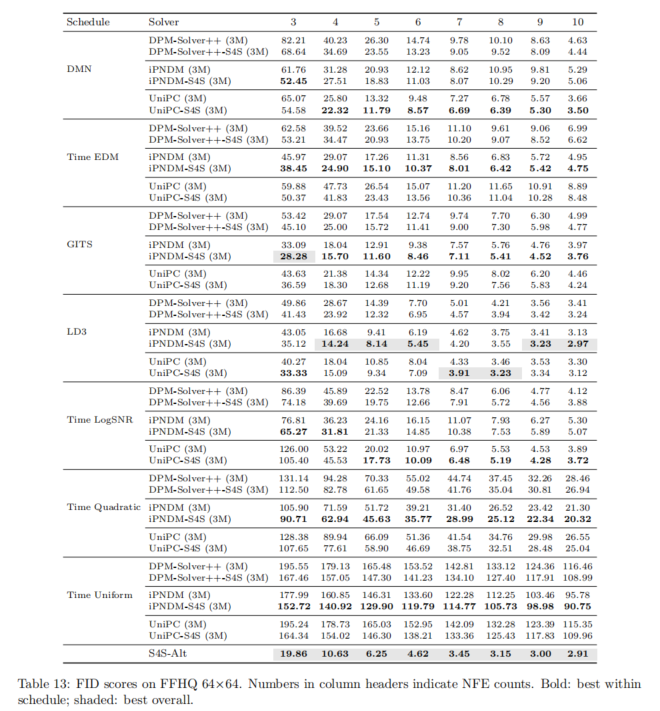 Schedule Solver 3 4 5 6 7 8 9 10
DPM-Solver++ (3M) 82.21 40.23 26.30 14.74 9.78 10.10 8.63 4.63
DPM-Solver++-S4S (3M) 68.64 34.69 23.55 13.23 9.05 9.52 8.09 4.44
DMN
iPNDM (3M) 61.76 31.28 20.93 12.12 8.62 10.95 9.81 5.29
iPNDM-S4S (3M) 52.45 27.51 18.83 11.03 8.07 10.29 9.20 5.06
UniPC (3M) 65.07 25.80 13.32 9.48 7.27 6.78 5.57 3.66
UniPC-S4S (3M) 54.58 22.32 11.79 8.57 6.69 6.39 5.30 3.50
DPM-Solver++ (3M) 62.58 39.52 23.66 15.16 11.10 9.61 9.06 6.99
DPM-Solver++-S4S (3M) 53.21 34.47 20.93 13.75 10.20 9.07 8.52 6.62
Time EDM
iPNDM (3M) 45.97 29.07 17.26 11.31 8.56 6.83 5.72 4.95
iPNDM-S4S (3M) 38.45 24.90 15.10 10.37 8.01 6.42 5.42 4.75
UniPC (3M) 59.88 47.73 26.54 15.07 11.20 11.65 10.91 8.89
UniPC-S4S (3M) 50.37 41.83 23.43 13.56 10.36 11.04 10.28 8.48
DPM-Solver++ (3M) 53.42 29.07 17.54 12.74 9.74 7.70 6.30 4.99
DPM-Solver++-S4S (3M) 45.10 25.00 15.72 11.41 9.00 7.30 5.98 4.77
GITS
iPNDM (3M) 33.09 18.04 12.91 9.38 7.57 5.76 4.76 3.97
iPNDM-S4S (3M) 28.28 15.70 11.60 8.46 7.11 5.41 4.52 3.76
UniPC (3M) 43.63 21.38 14.34 12.22 9.95 8.02 6.20 4.46
UniPC-S4S (3M) 36.59 18.30 12.68 11.19 9.20 7.56 5.83 4.24
DPM-Solver++ (3M) 49.86 28.67 14.39 7.70 5.01 4.21 3.56 3.41
DPM-Solver++-S4S (3M) 41.43 23.92 12.32 6.95 4.57 3.94 3.42 3.24
LD3
iPNDM (3M) 43.05 16.68 9.41 6.19 4.62 3.75 3.41 3.13
iPNDM-S4S (3M) 35.12 14.24 8.14 5.45 4.20 3.55 3.23 2.97
UniPC (3M) 40.27 18.04 10.85 8.04 4.33 3.46 3.53 3.30
UniPC-S4S (3M) 33.33 15.09 9.34 7.09 3.91 3.23 3.34 3.12
DPM-Solver++ (3M) 86.39 45.89 22.52 13.78 8.47 6.06 4.77 4.12
DPM-Solver++-S4S (3M) 74.18 39.69 19.75 12.66 7.91 5.72 4.56 3.88
Time LogSNR
iPNDM (3M) 76.81 36.23 24.16 16.15 11.07 7.93 6.27 5.30
iPNDM-S4S (3M) 65.27 31.81 21.33 14.85 10.38 7.53 5.89 5.07
UniPC (3M) 126.00 53.22 20.02 10.97 6.97 5.53 4.53 3.89
UniPC-S4S (3M) 105.40 45.53 17.73 10.09 6.48 5.19 4.28 3.72
DPM-Solver++ (3M) 131.14 94.28 70.33 55.02 44.74 37.45 32.26 28.46
DPM-Solver++-S4S (3M) 112.50 82.78 61.65 49.58 41.76 35.04 30.81 26.94
Time Quadratic
iPNDM (3M) 105.90 71.59 51.72 39.21 31.40 26.52 23.42 21.30
iPNDM-S4S (3M) 90.71 62.94 45.63 35.77 28.99 25.12 22.34 20.32
UniPC (3M) 128.38 89.94 66.09 51.36 41.54 34.76 29.98 26.55
UniPC-S4S (3M) 107.65 77.61 58.90 46.69 38.75 32.51 28.48 25.04
DPM-Solver++ (3M) 195.55 179.13 165.48 153.52 142.81 133.12 124.36 116.46
DPM-Solver++-S4S (3M) 167.46 157.05 147.30 141.23 134.10 127.40 117.91 108.99
Time Uniform
iPNDM (3M) 177.99 160.85 146.31 133.60 122.28 112.25 103.46 95.78
iPNDM-S4S (3M) 152.72 140.92 129.90 119.79 114.77 105.73 98.98 90.75
UniPC (3M) 195.24 178.73 165.03 152.95 142.09 132.28 123.39 115.35
UniPC-S4S (3M) 164.34 154.02 146.30 138.21 133.36 125.43 117.83 109.96
S4S-Alt 19.86 10.63 6.25 4.62 3.45 3.15 3.00 2.91
Table 13: FID scores on FFHQ 64×64. Numbers in column headers indicate NFE counts. Bold: best within
schedule; shaded: best overall.